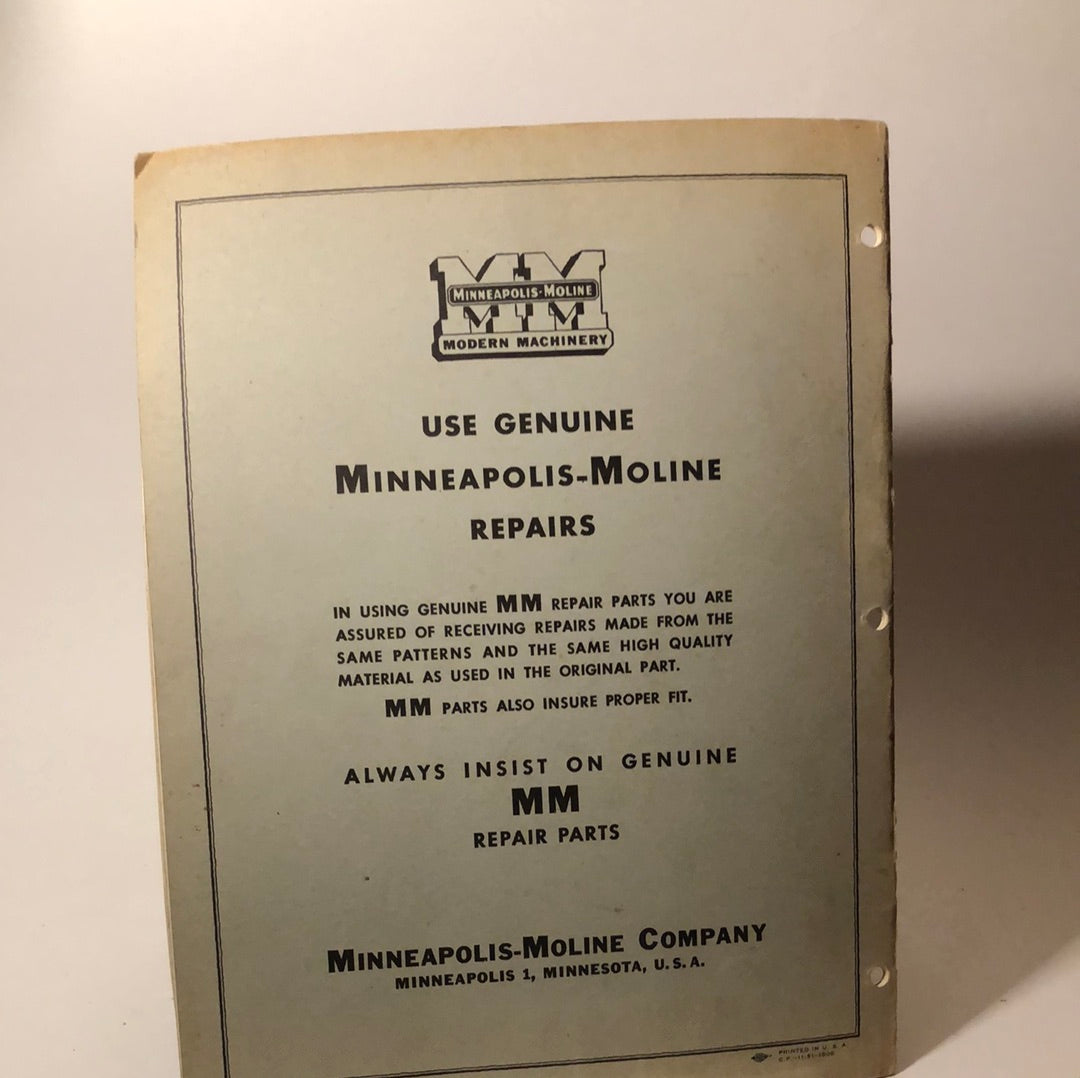 MM
MINNEAPOLIS-MOLINE
MODERN MACHINERY
USE GENUINE
MINNEAPOLIS-MOLINE
REPAIRS
IN USING GENUINE MM REPAIR PARTS YOU ARE
ASSURED OF RECEIVING REPAIRS MADE FROM THE
SAME PATTERNS AND THE SAME HIGH QUALITY
MATERIAL AS USED IN THE ORIGINAL PART.
MM PARTS ALSO INSURE PROPER FIT.
ALWAYS INSIST ON GENUINE
MM
REPAIR PARTS
MINNEAPOLIS-MOLINE COMPANY
MINNEAPOLIS 1, MINNESOTA, U.S.A.
PRINTED IN U.S.A.